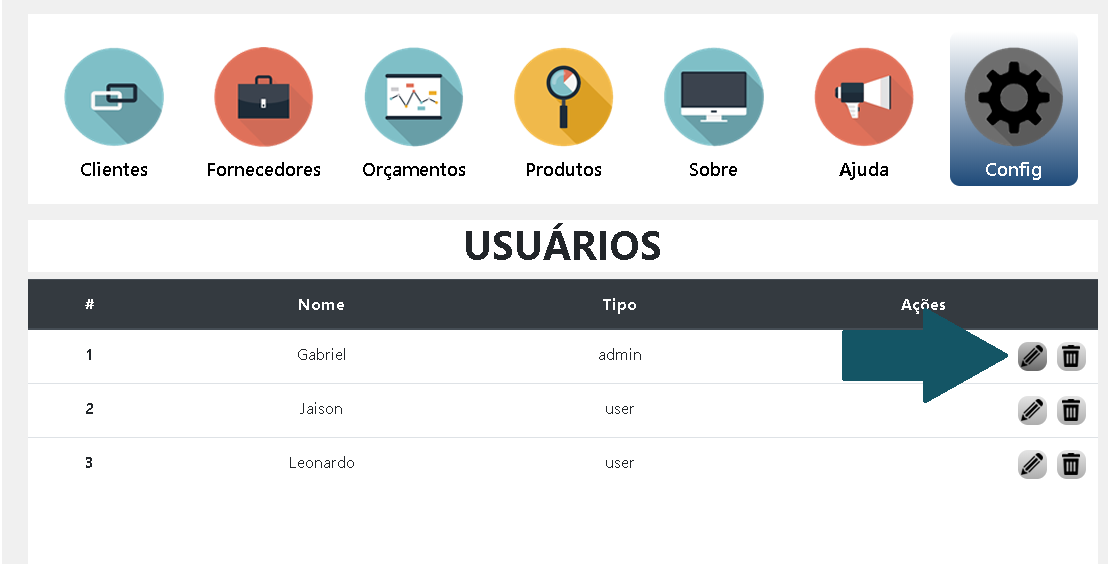 Clientes Fornecedores Orçamentos Produtos Sobre Ajuda Config
USUÁRIOS
# Nome Tipo Ações
1 Gabriel admin
2 Jaison user
3 Leonardo user